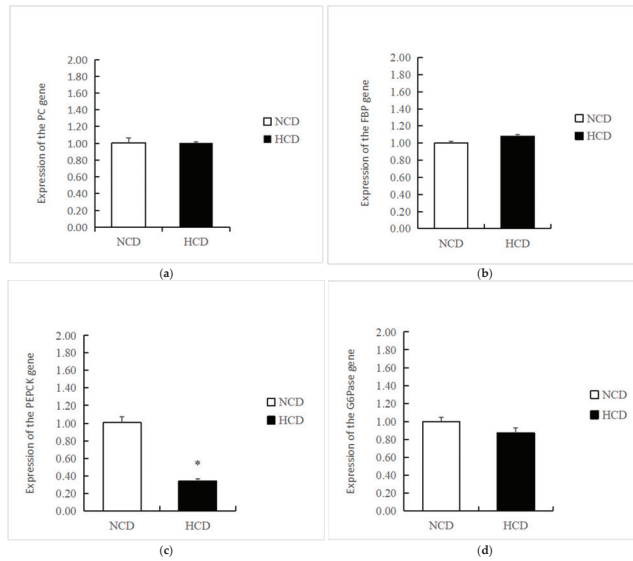 Expression of the PC gene
2.00
1.80
1.60
1.40
1.20
1.00
0.80
0.60
0.40
0.20
0.00
NCD
HCD
NCD
HCD
(a)
Expression of the FBP gene
2.00
1.80
1.60
1.40
1.20
1.00
0.80
0.60
0.40
0.20
0.00
NCD
HCD
NCD
HCD
(b)
Expression of the PEPCK gene
2.00
1.80
1.60
1.40
1.20
1.00
0.80
0.60
0.40
0.20
0.00
*
NCD
HCD
NCD
HCD
(c)
Expression of the G6Pase gene
2.00
1.80
1.60
1.40
1.20
1.00
0.80
0.60
0.40
0.20
0.00
NCD
HCD
NCD
HCD
(d)